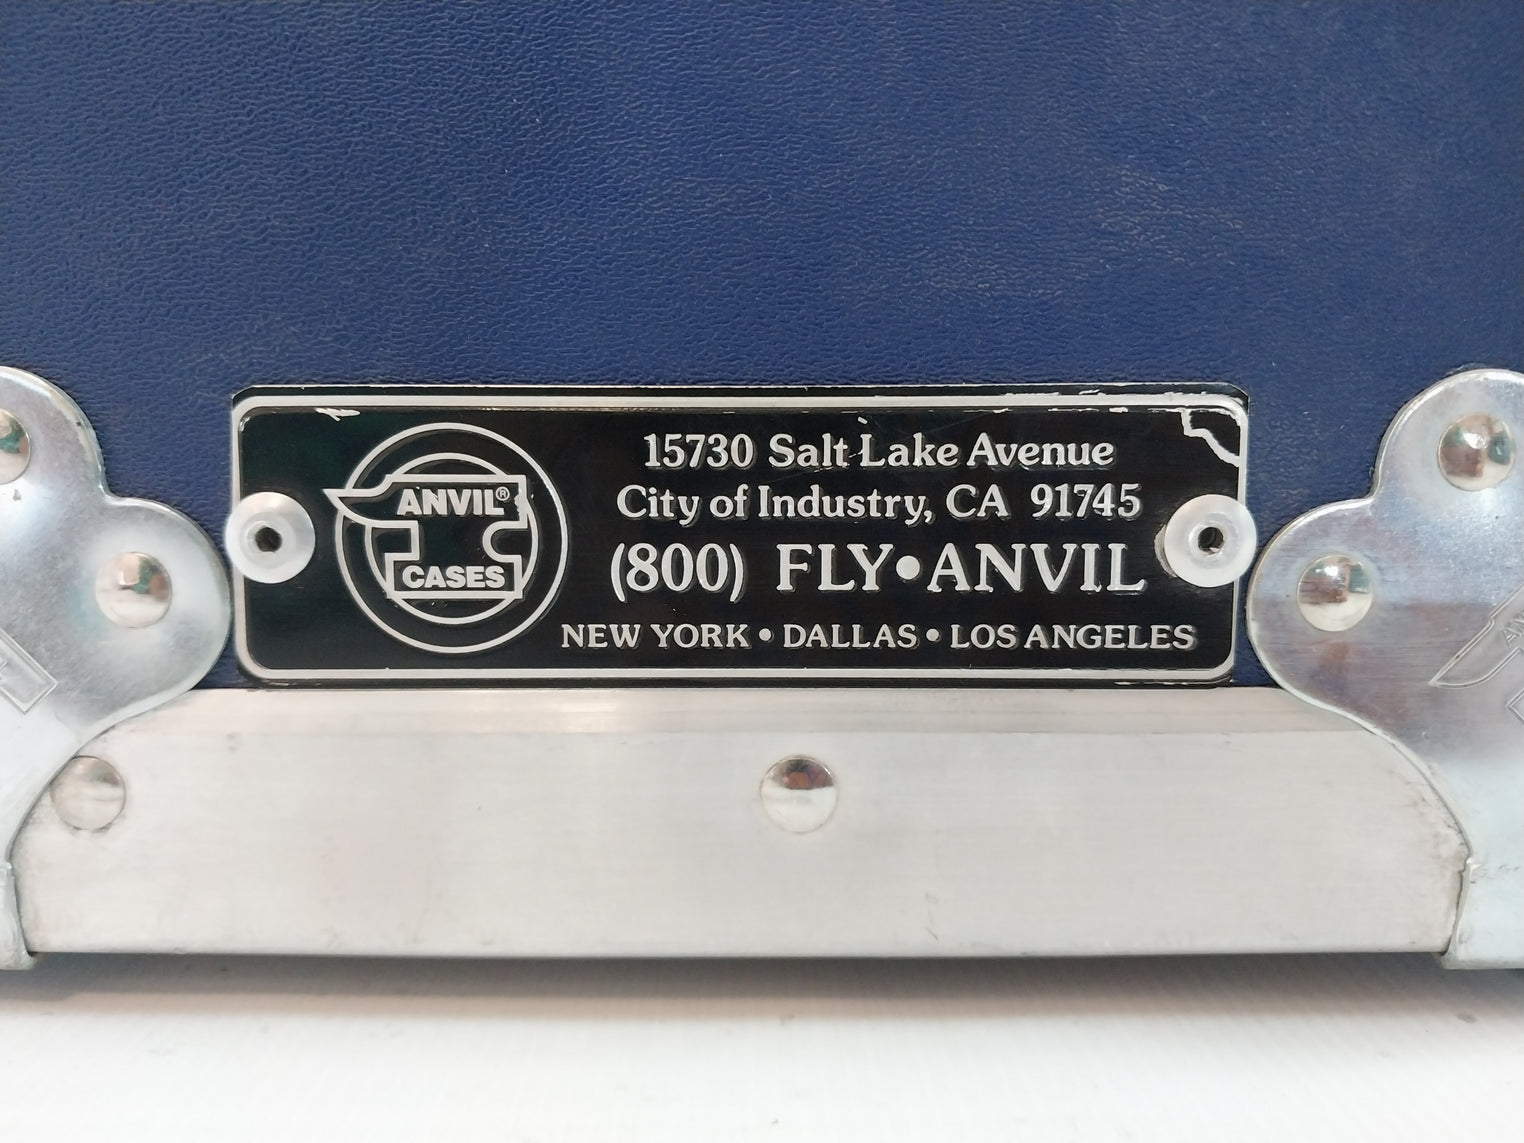 ANVIL®
CASES
15730 Salt Lake Avenue
City of Industry, CA 91745
(800) FLY•ANVIL
NEW YORK • DALLAS • LOS ANGELES